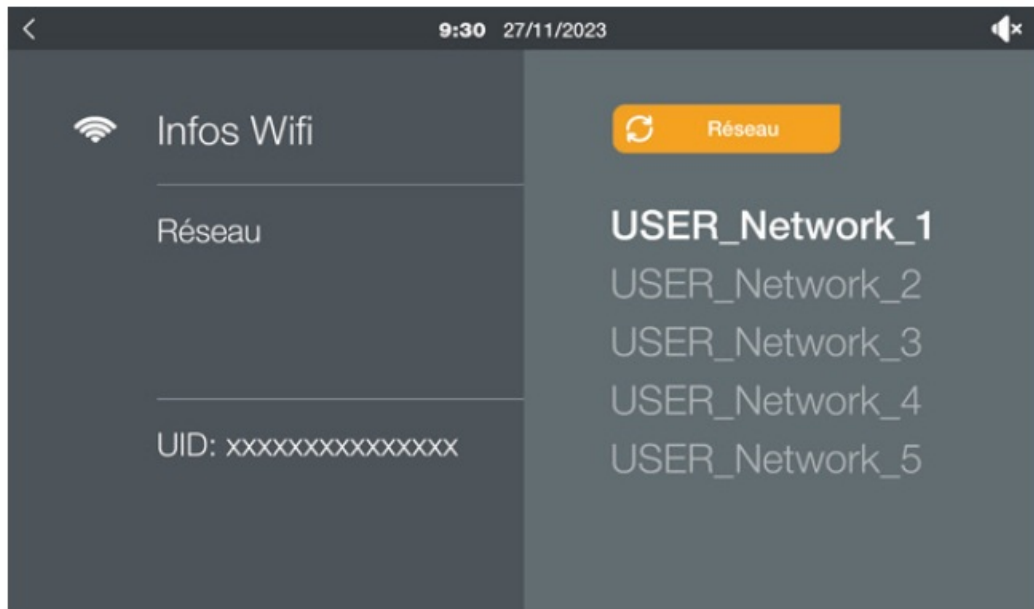 9:30 27/11/2023
Infos Wifi
Réseau
UID: xxxxxxxxxxxxxxx
Réseau
USER_Network_1
USER_Network_2
USER_Network_3
USER_Network_4
USER_Network_5